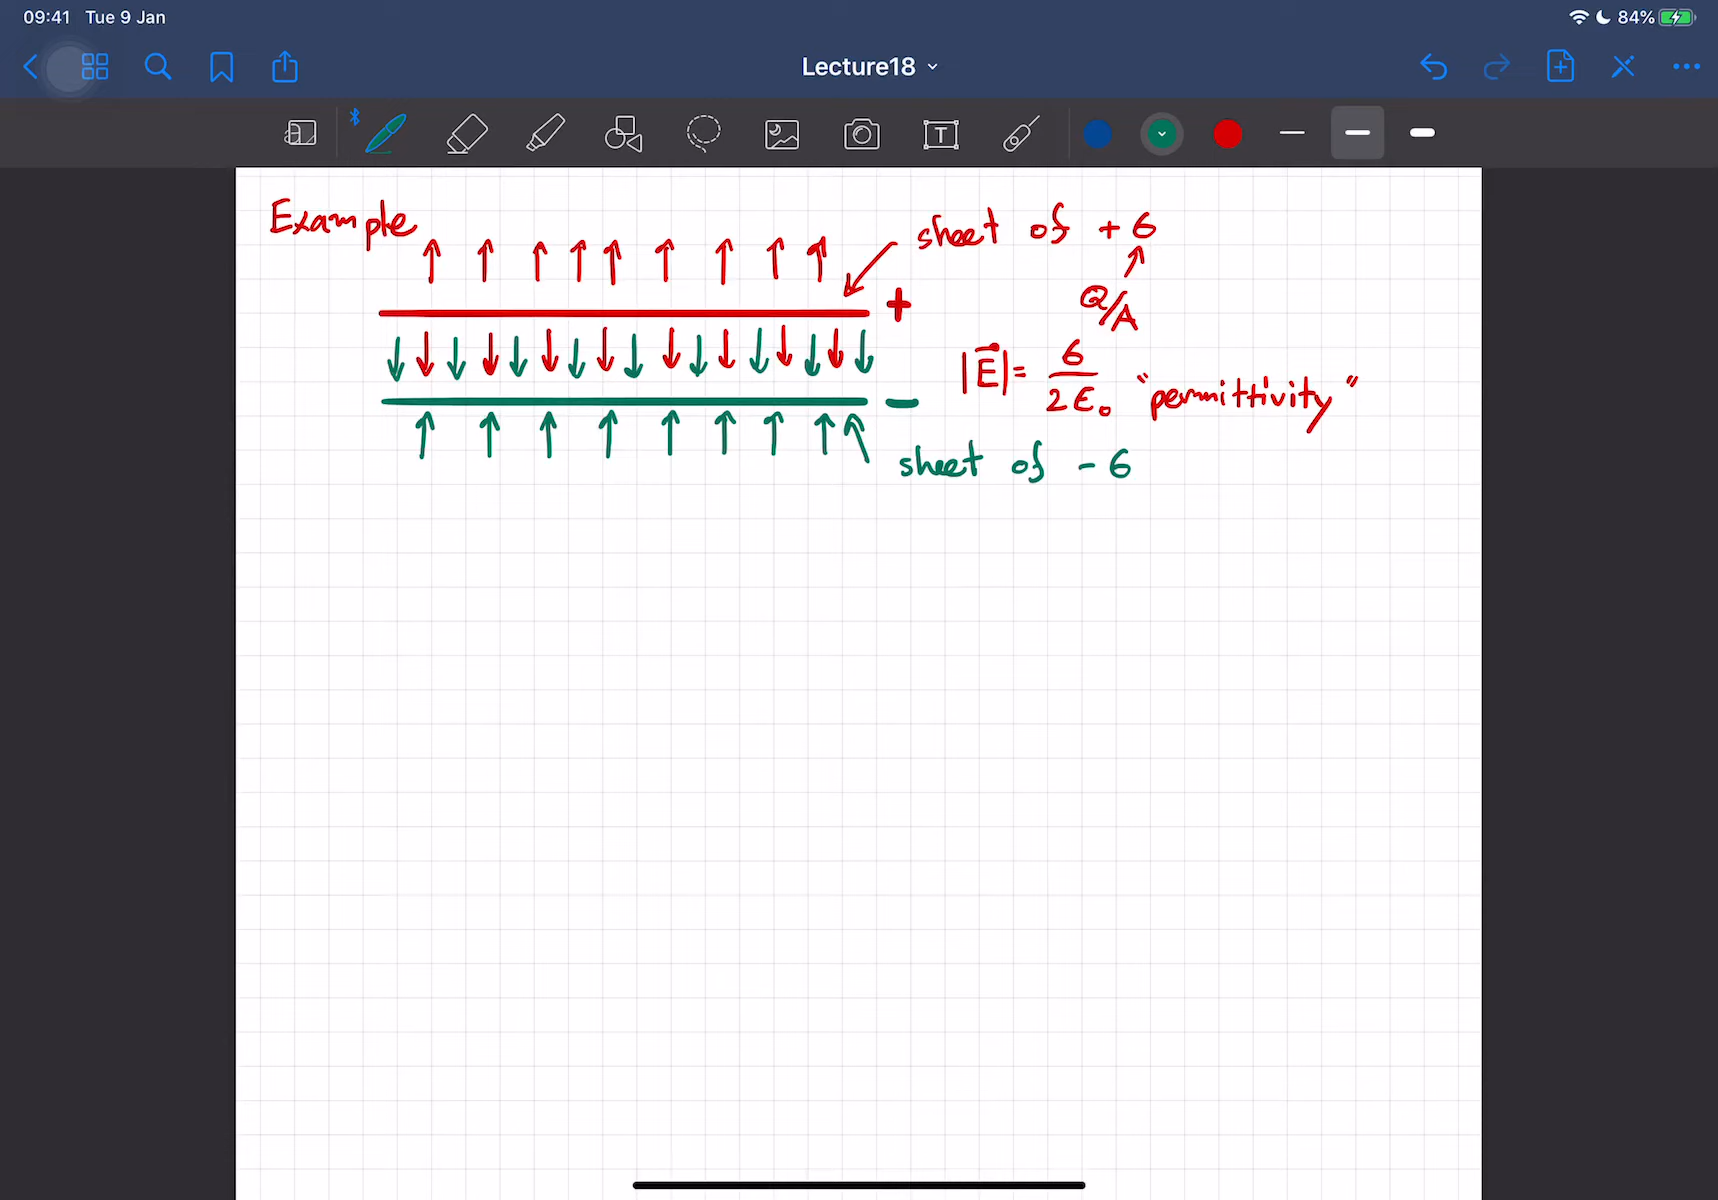 09:41 Tue 9 Jan
84%
Lecture18
T
Example
sheet of + σ
Q/A
+
|E⃗| = σ/2ε₀ "permittivity"
−
sheet of - σ